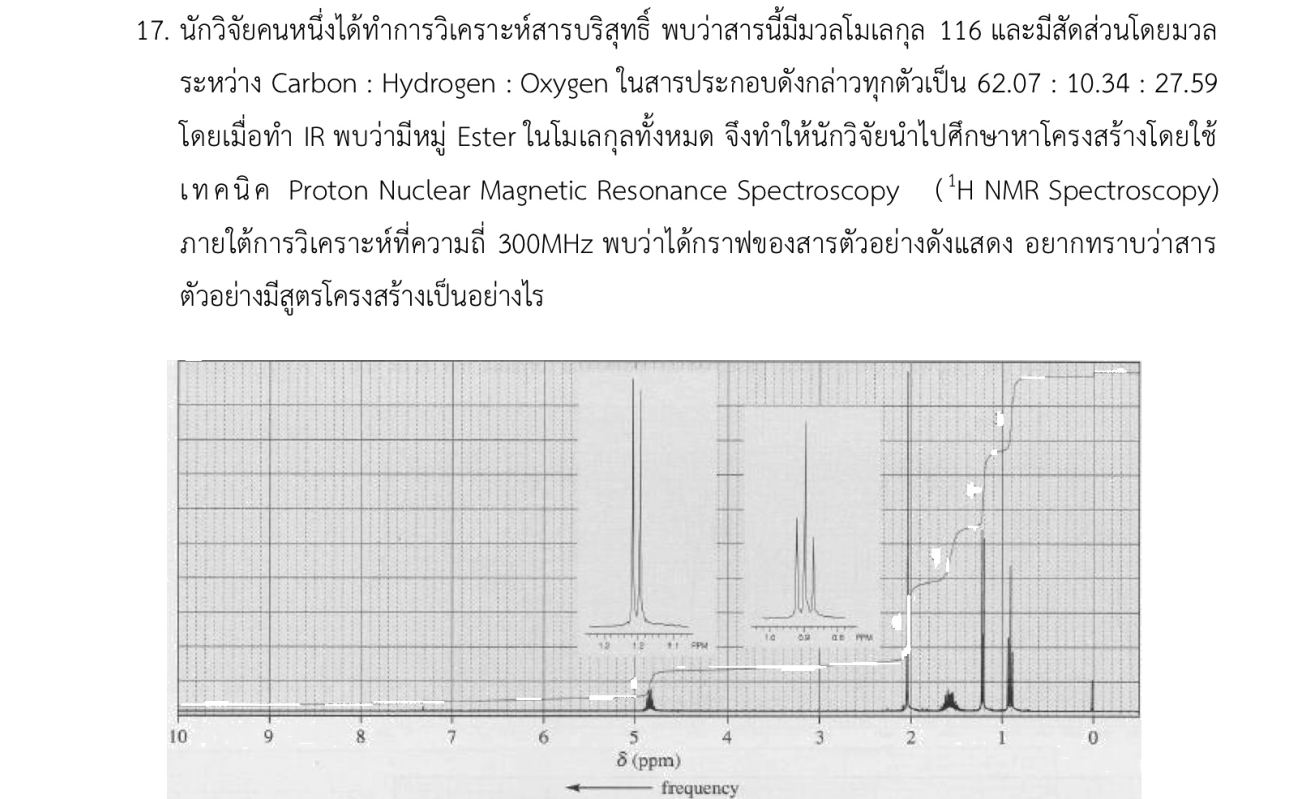 17. นักวิจัยคนหนึ่งได้ทำการวิเคราะห์สารบริสุทธิ์ พบว่าสารนี้มีมวลโมเลกุล 116 และมีสัดส่วนโดยมวล
ระหว่าง Carbon : Hydrogen : Oxygen ในสารประกอบดังกล่าวทุกตัวเป็น 62.07 : 10.34 : 27.59
โดยเมื่อทำ IR พบว่ามีหมู่ Ester ในโมเลกุลทั้งหมด จึงทำให้นักวิจัยนำไปศึกษาหาโครงสร้างโดยใช้
เทคนิค Proton Nuclear Magnetic Resonance Spectroscopy (¹H NMR Spectroscopy)
ภายใต้การวิเคราะห์ที่ความถี่ 300MHz พบว่าได้กราฟของสารตัวอย่างดังแสดง อยากทราบว่าสาร
ตัวอย่างมีสูตรโครงสร้างเป็นอย่างไร
1.2 1.1 PPM
1.0 0.9 PPM
10 9 8 7 6 5 4 3 2 1 0
δ (ppm)
frequency